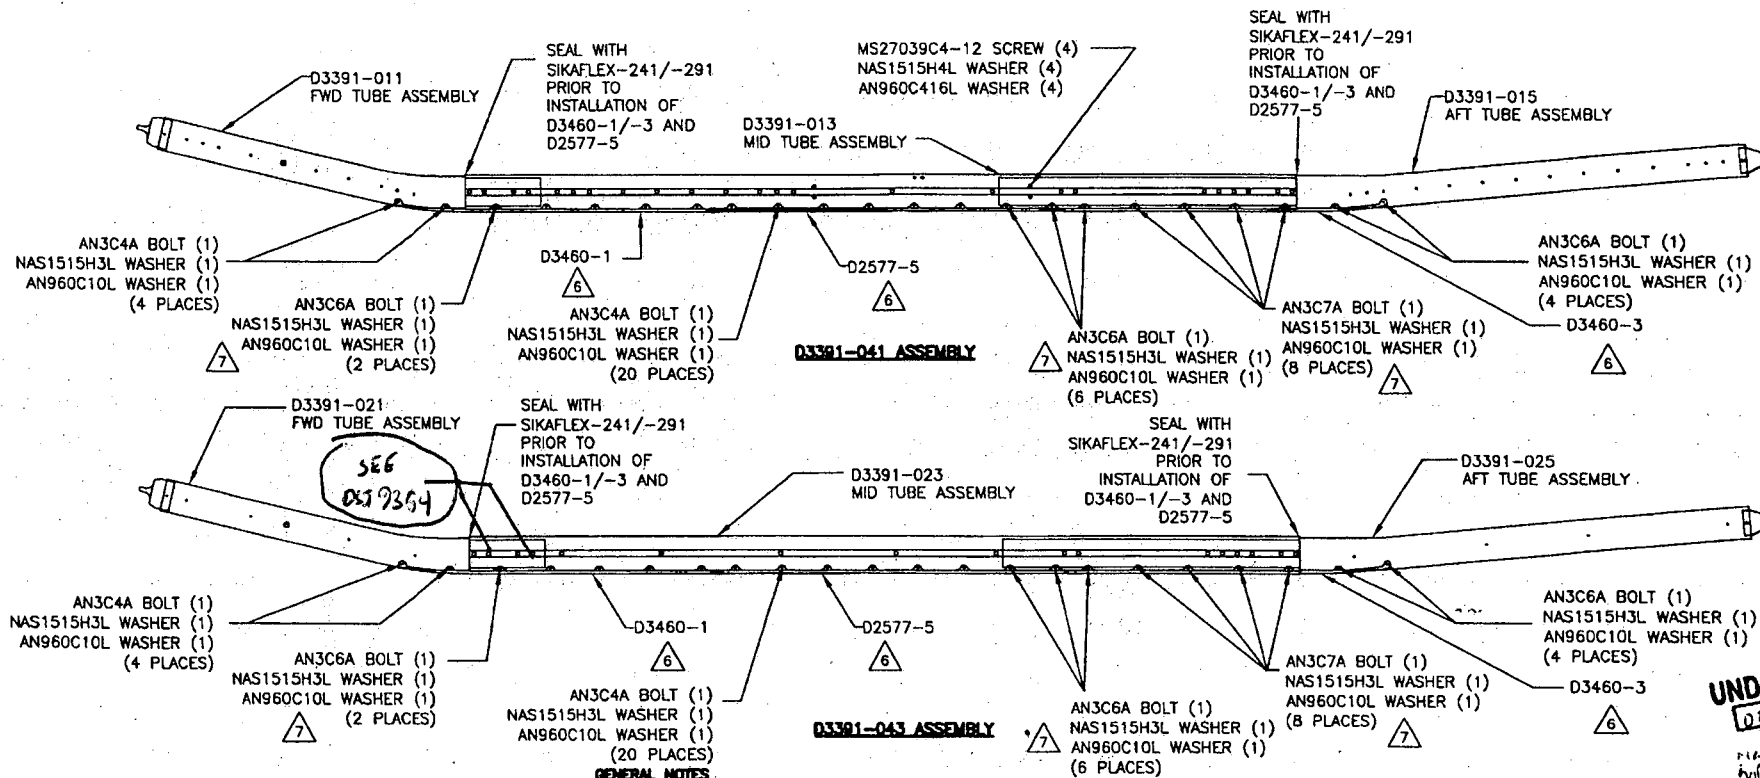 D3391-011
FWD TUBE ASSEMBLY
SEAL WITH
SIKAFLEX-241/-291
PRIOR TO
INSTALLATION OF
D3460-1/-3 AND
D2577-5
MS27039C4-12 SCREW (4)
NAS1515H4L WASHER (4)
AN960C416L WASHER (4)
D3391-013
MID TUBE ASSEMBLY
SEAL WITH
SIKAFLEX-241/-291
PRIOR TO
INSTALLATION OF
D3460-1/-3 AND
D2577-5
D3391-015
AFT TUBE ASSEMBLY
AN3C4A BOLT (1)
NAS1515H3L WASHER (1)
AN960C10L WASHER (1)
(4 PLACES)
AN3C6A BOLT (1)
NAS1515H3L WASHER (1)
AN960C10L WASHER (1)
(2 PLACES)
7
D3460-1
6
AN3C4A BOLT (1)
NAS1515H3L WASHER (1)
AN960C10L WASHER (1)
(20 PLACES)
D2577-5
6
D3391-041 ASSEMBLY
7
AN3C6A BOLT (1)
NAS1515H3L WASHER (1)
AN960C10L WASHER (1)
(6 PLACES)
AN3C7A BOLT (1)
NAS1515H3L WASHER (1)
AN960C10L WASHER (1)
(8 PLACES)
7
AN3C6A BOLT (1)
NAS1515H3L WASHER (1)
AN960C10L WASHER (1)
(4 PLACES)
D3460-3
6
D3391-021
FWD TUBE ASSEMBLY
SEE
SEAL WITH
SIKAFLEX-241/-291
PRIOR TO
INSTALLATION OF
D3460-1/-3 AND
D2577-5
D3391-023
MID TUBE ASSEMBLY
SEAL WITH
SIKAFLEX-241/-291
PRIOR TO
INSTALLATION OF
D3460-1/-3 AND
D2577-5
D3391-025
AFT TUBE ASSEMBLY
AN3C4A BOLT (1)
NAS1515H3L WASHER (1)
AN960C10L WASHER (1)
(4 PLACES)
AN3C6A BOLT (1)
NAS1515H3L WASHER (1)
AN960C10L WASHER (1)
(2 PLACES)
7
D3460-1
6
AN3C4A BOLT (1)
NAS1515H3L WASHER (1)
AN960C10L WASHER (1)
(20 PLACES)
D2577-5
6
D3391-043 ASSEMBLY
7
AN3C6A BOLT (1)
NAS1515H3L WASHER (1)
AN960C10L WASHER (1)
(6 PLACES)
AN3C7A BOLT (1)
NAS1515H3L WASHER (1)
AN960C10L WASHER (1)
(8 PLACES)
7
AN3C6A BOLT (1)
NAS1515H3L WASHER (1)
AN960C10L WASHER (1)
(4 PLACES)
D3460-3
6
UND
GENERAL NOTES